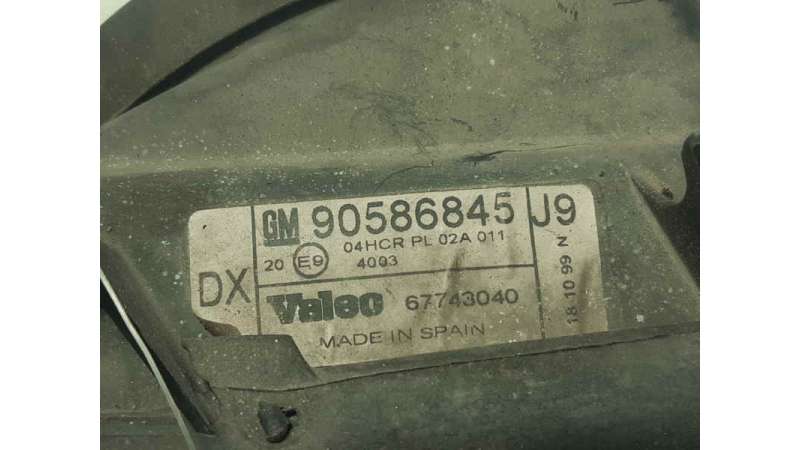 GM 90586845 J9
04HCR PL 02A 011
20 E9 4003
DX
Valeo 67743040
MADE IN SPAIN
18 10 99 N